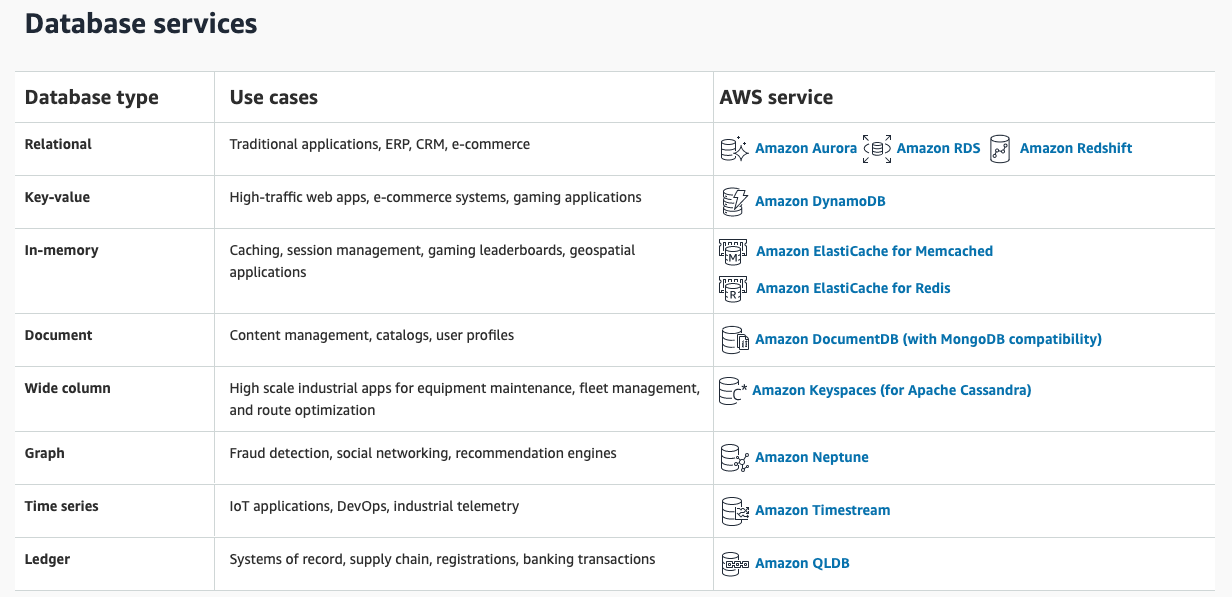 Database services
Database type Use cases AWS service
Relational Traditional applications, ERP, CRM, e-commerce Amazon Aurora Amazon RDS Amazon Redshift
Key-value High-traffic web apps, e-commerce systems, gaming applications Amazon DynamoDB
In-memory Caching, session management, gaming leaderboards, geospatial M Amazon ElastiCache for Memcached
applications
R Amazon ElastiCache for Redis
Document Content management, catalogs, user profiles Amazon DocumentDB (with MongoDB compatibility)
Wide column High scale industrial apps for equipment maintenance, fleet management, C* Amazon Keyspaces (for Apache Cassandra)
and route optimization
Graph Fraud detection, social networking, recommendation engines Amazon Neptune
Time series IoT applications, DevOps, industrial telemetry Amazon Timestream
Ledger Systems of record, supply chain, registrations, banking transactions Amazon QLDB